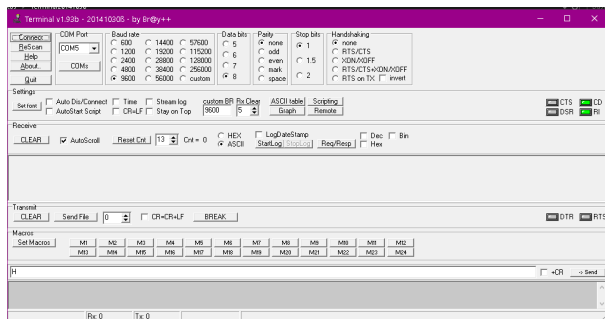 Terminal v1.93b - 20141030ß - by Br@y++
Connect
ReScan
Help
About..
Quit
COM Port
COM5
COMs
Baud rate
600 14400 57600
1200 19200 115200
2400 28800 128000
4800 38400 256000
9600 56000 custom
Data bits
5
6
7
8
Parity
none
odd
even
mark
space
Stop bits
1
1.5
2
Handshaking
none
RTS/CTS
XON/XOFF
RTS/CTS+XON/XOFF
RTS on TX invert
Settings
Set font
Auto Dis/Connect Time Stream log custom BR Rx Clear ASCII table Scripting CTS CD
AutoStart Script CR=LF Stay on Top 9600 5 Graph Remote DSR RI
Receive
CLEAR AutoScroll Reset Cnt 13 Cnt = 0 HEX ASCII LogDateStamp StartLog StopLog Req/Resp Dec Bin Hex
Transmit
CLEAR Send File 0 CR=CR+LF BREAK DTR RTS
Macros
Set Macros M1 M2 M3 M4 M5 M6 M7 M8 M9 M10 M11 M12
M13 M14 M15 M16 M17 M18 M19 M20 M21 M22 M23 M24
H +CR -> Send
Rx: 0 Tx: 0